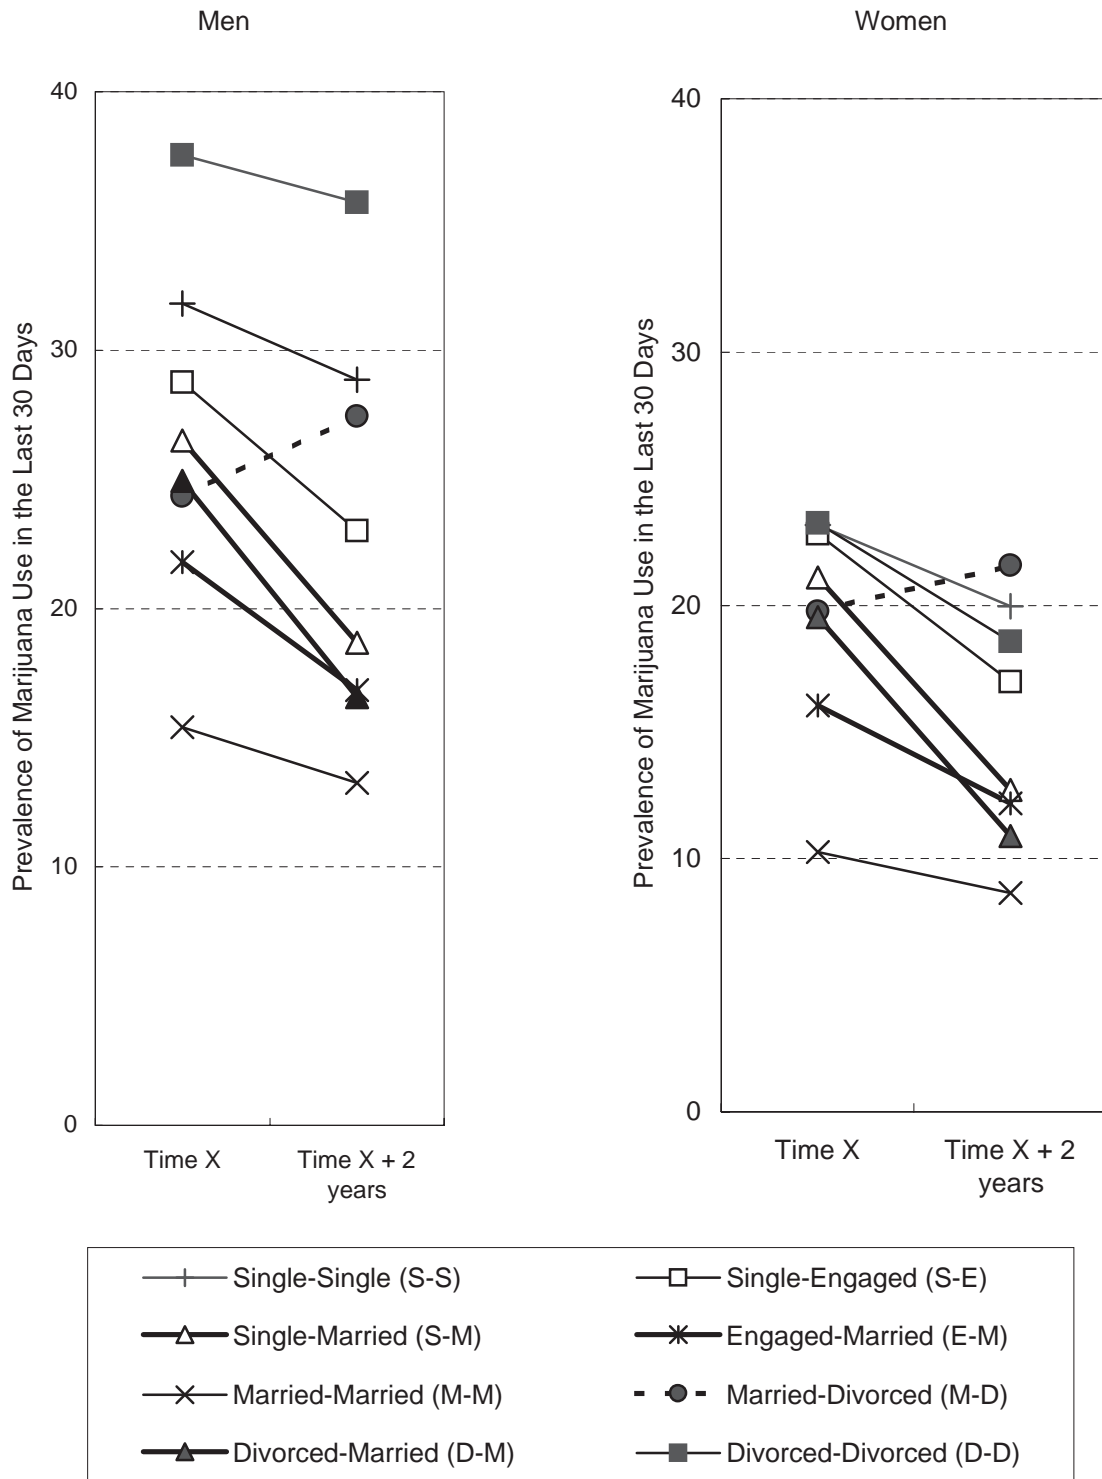 Men
Women
Prevalence of Marijuana Use in the Last 30 Days
40
30
20
10
0
Time X
Time X + 2
years
Prevalence of Marijuana Use in the Last 30 Days
40
30
20
10
0
Time X
Time X + 2
years
Single-Single (S-S)
Single-Engaged (S-E)
Single-Married (S-M)
Engaged-Married (E-M)
Married-Married (M-M)
Married-Divorced (M-D)
Divorced-Married (D-M)
Divorced-Divorced (D-D)